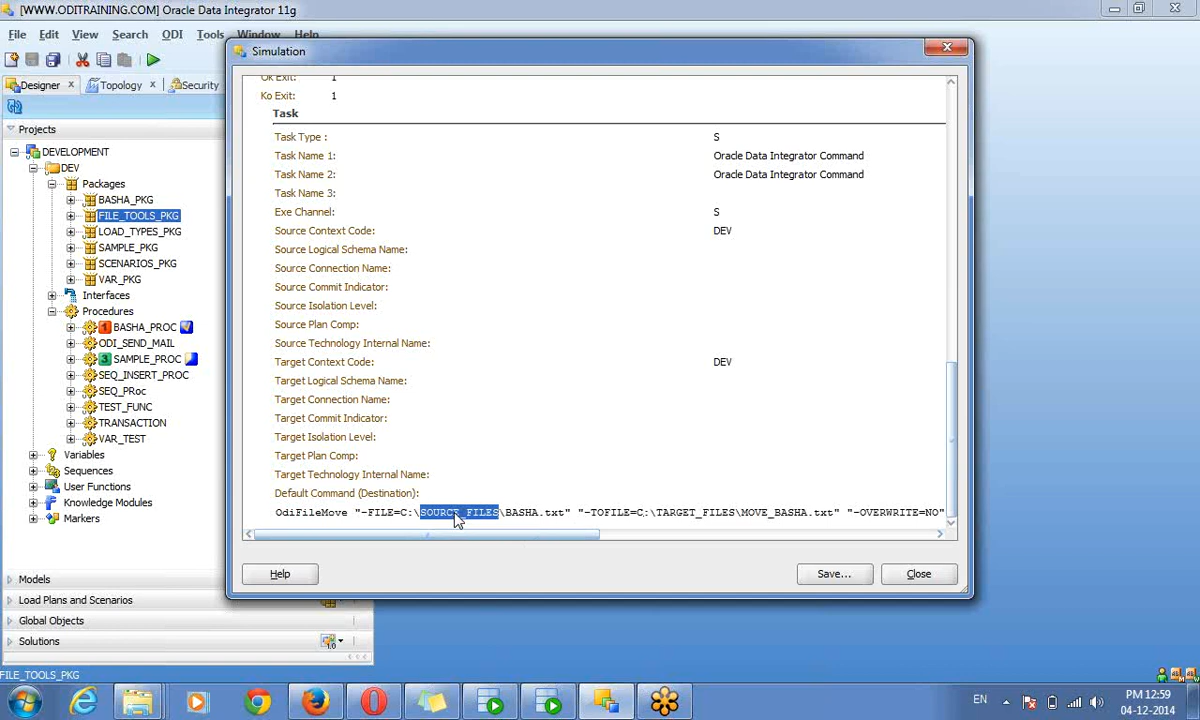 [WWW.ODITRAINING.COM] Oracle Data Integrator 11g
File Edit View Search ODI Tools Window Help
Designer × Topology × Security
Projects
DEVELOPMENT
DEV
Packages
BASHA_PKG
FILE_TOOLS_PKG
LOAD_TYPES_PKG
SAMPLE_PKG
SCENARIOS_PKG
VAR_PKG
Interfaces
Procedures
1 BASHA_PROC
ODI_SEND_MAIL
3 SAMPLE_PROC
SEQ_INSERT_PROC
SEQ_PRoc
TEST_FUNC
TRANSACTION
VAR_TEST
Variables
Sequences
User Functions
Knowledge Modules
Markers
Models
Load Plans and Scenarios
Global Objects
Solutions
1.0
FILE_TOOLS_PKG
Simulation
Ok Exit: 1
Ko Exit: 1
Task
Task Type : S
Task Name 1: Oracle Data Integrator Command
Task Name 2: Oracle Data Integrator Command
Task Name 3:
Exe Channel: S
Source Context Code: DEV
Source Logical Schema Name:
Source Connection Name:
Source Commit Indicator:
Source Isolation Level:
Source Plan Comp:
Source Technology Internal Name:
Target Context Code: DEV
Target Logical Schema Name:
Target Connection Name:
Target Commit Indicator:
Target Isolation Level:
Target Plan Comp:
Target Technology Internal Name:
Default Command (Destination):
OdiFileMove "-FILE=C:\SOURCE_FILES\BASHA.txt" "-TOFILE=C:\TARGET_FILES\MOVE_BASHA.txt" "-OVERWRITE=NO"
Help Save... Close
EN PM 12:59
04-12-2014